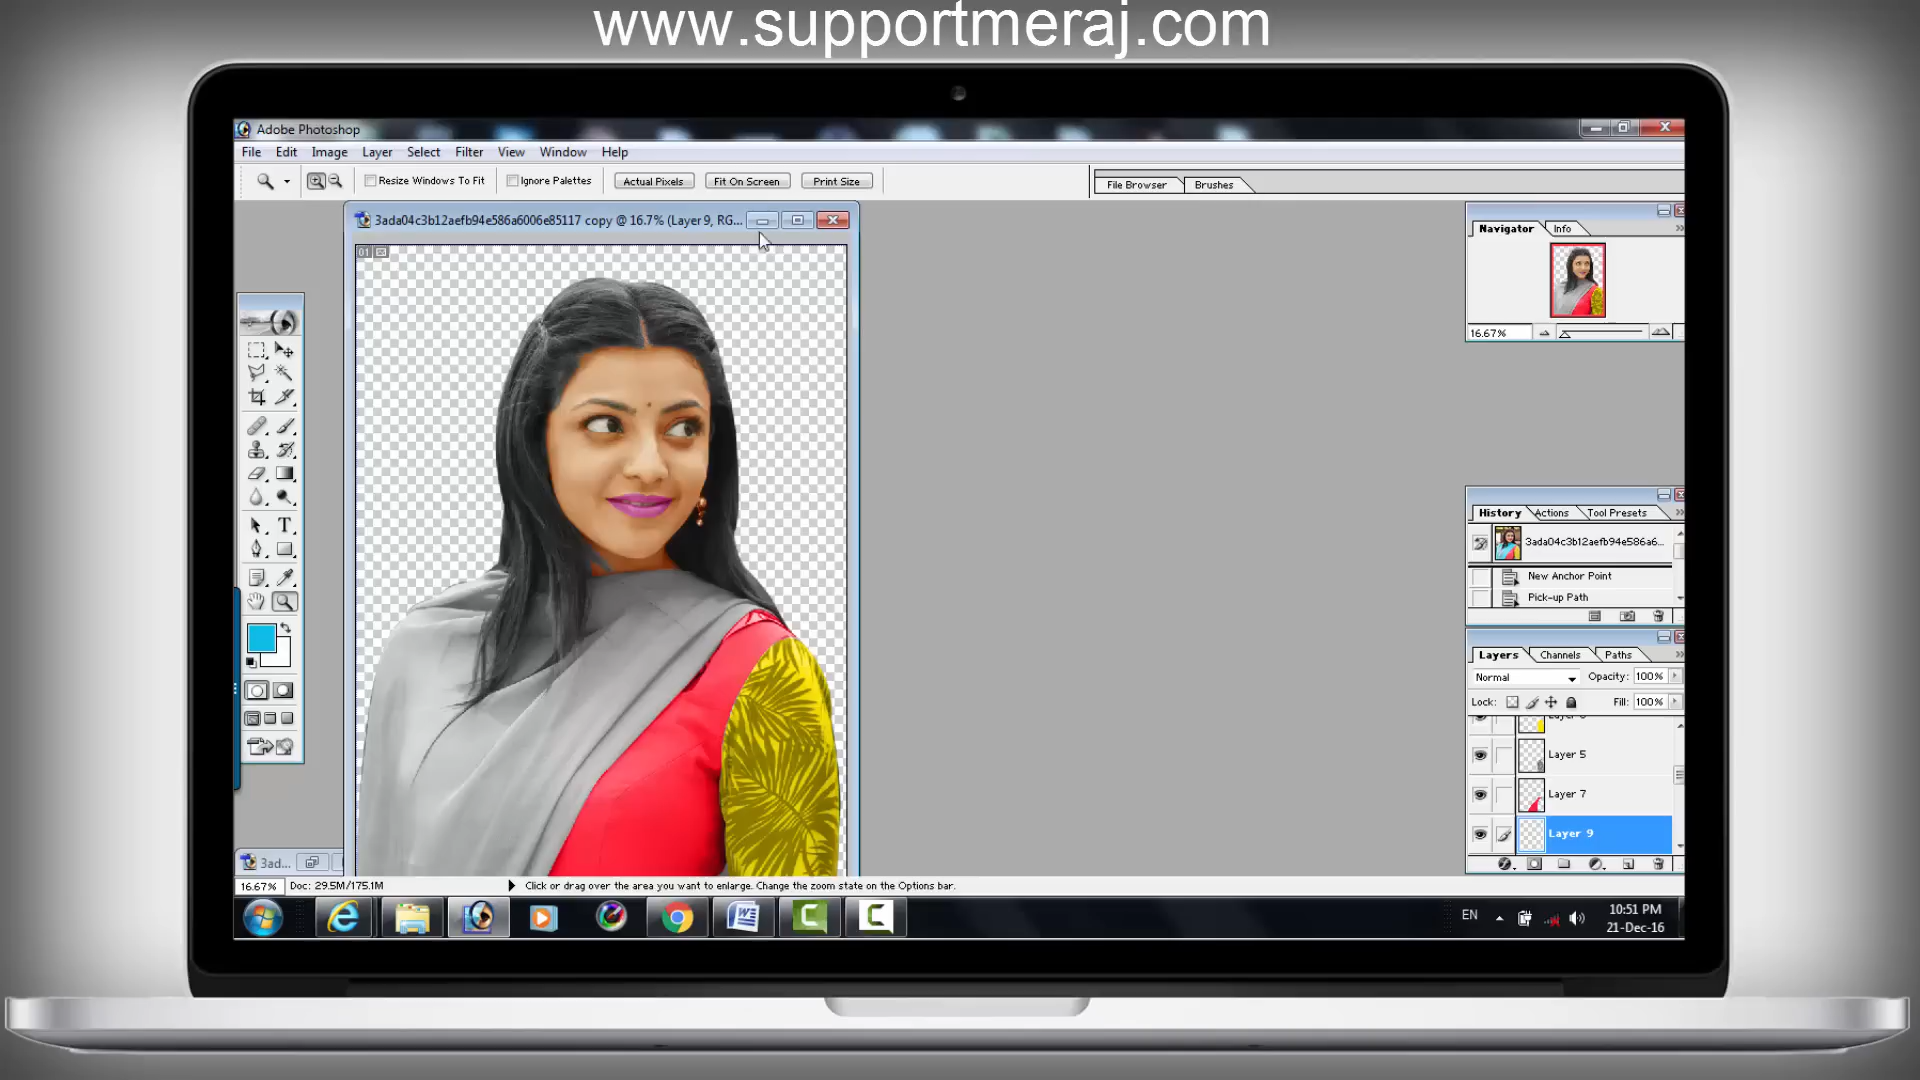 www.supportmeraj.com
Adobe Photoshop
File Edit Image Layer Select Filter View Window Help
Resize Windows To Fit Ignore Palettes Actual Pixels Fit On Screen Print Size File Browser Brushes
3ada04c3b12aefb94e586a6006e85117 copy @ 16.7% (Layer 9, RG...
01
Navigator Info
16.67%
History Actions Tool Presets
3ada04c3b12aefb94e586a6...
New Anchor Point
Pick-up Path
Layers Channels Paths
Normal Opacity: 100%
Lock: Fill: 100%
Layer 5
Layer 7
Layer 9
3ad...
16.67% Doc: 29.5M/175.1M Click or drag over the area you want to enlarge. Change the zoom state on the Options bar.
EN
10:51 PM
21-Dec-16